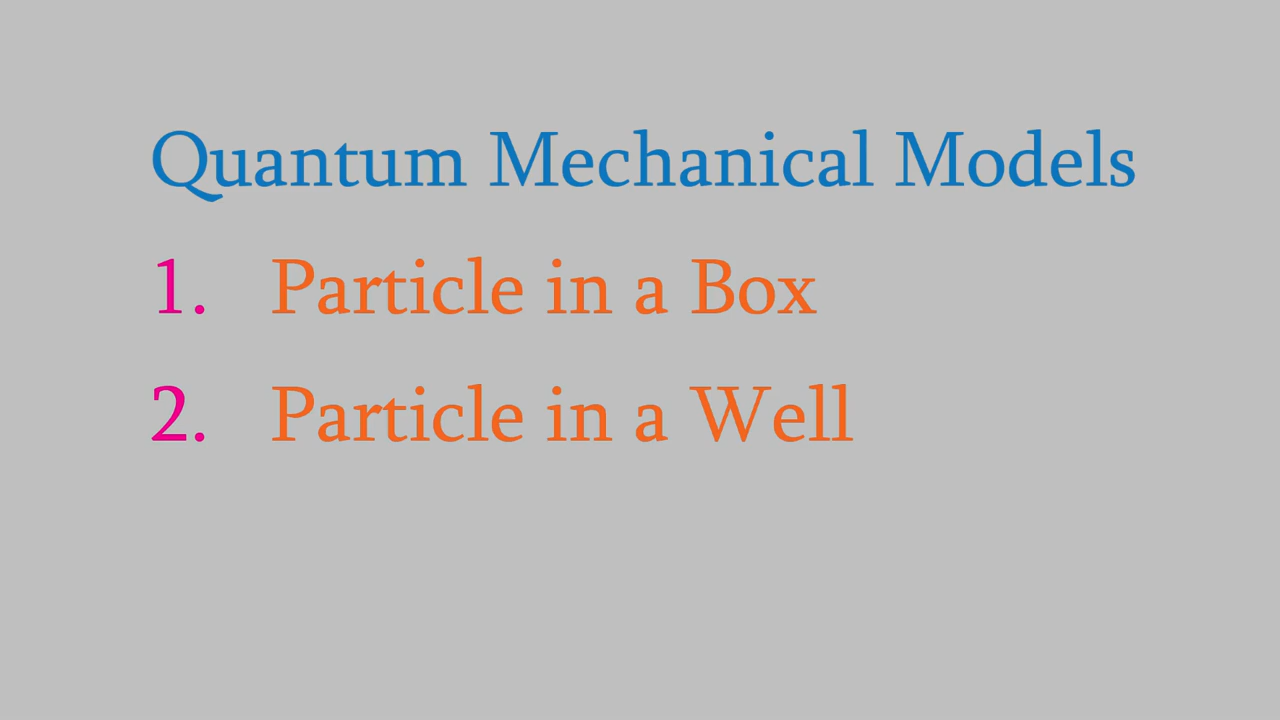 Quantum Mechanical Models
1. Particle in a Box
2. Particle in a Well